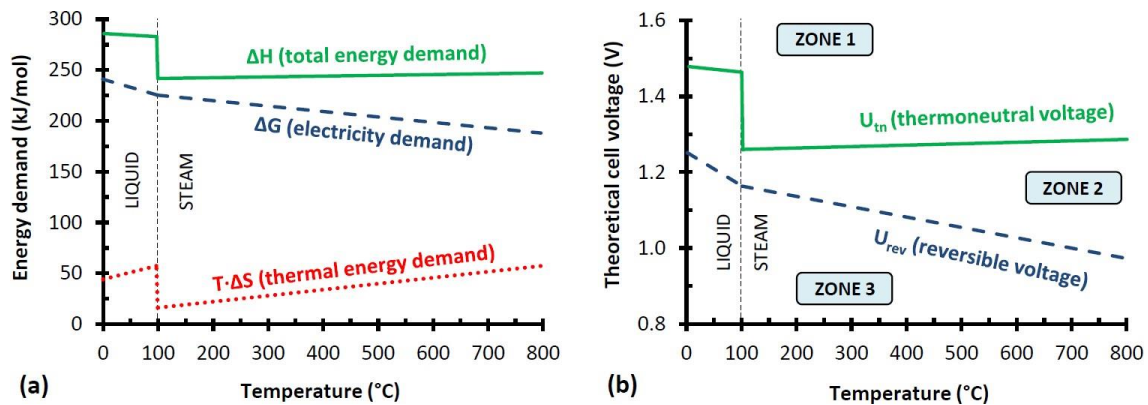 Energy demand (kJ/mol)
300
250
200
150
100
50
0
ΔH (total energy demand)
ΔG (electricity demand)
LIQUID
STEAM
T·ΔS (thermal energy demand)
0 100 200 300 400 500 600 700 800
(a)
Temperature (°C)
Theoretical cell voltage (V)
1.6
1.4
1.2
1.0
0.8
ZONE 1
Utn (thermoneutral voltage)
ZONE 2
LIQUID
STEAM
Urev (reversible voltage)
ZONE 3
0 100 200 300 400 500 600 700 800
(b)
Temperature (°C)